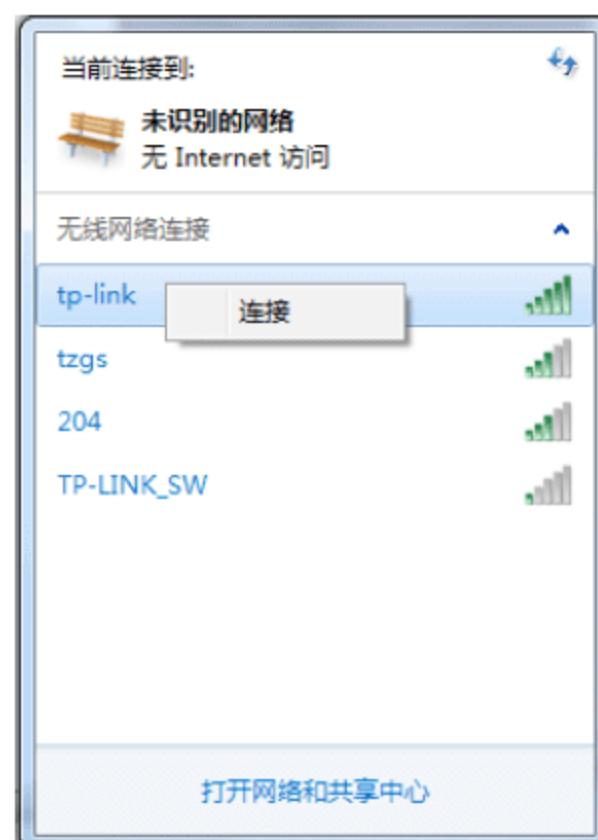 当前连接到:
未识别的网络
无 Internet 访问
无线网络连接
tp-link
连接
tzgs
204
TP-LINK_SW
打开网络和共享中心